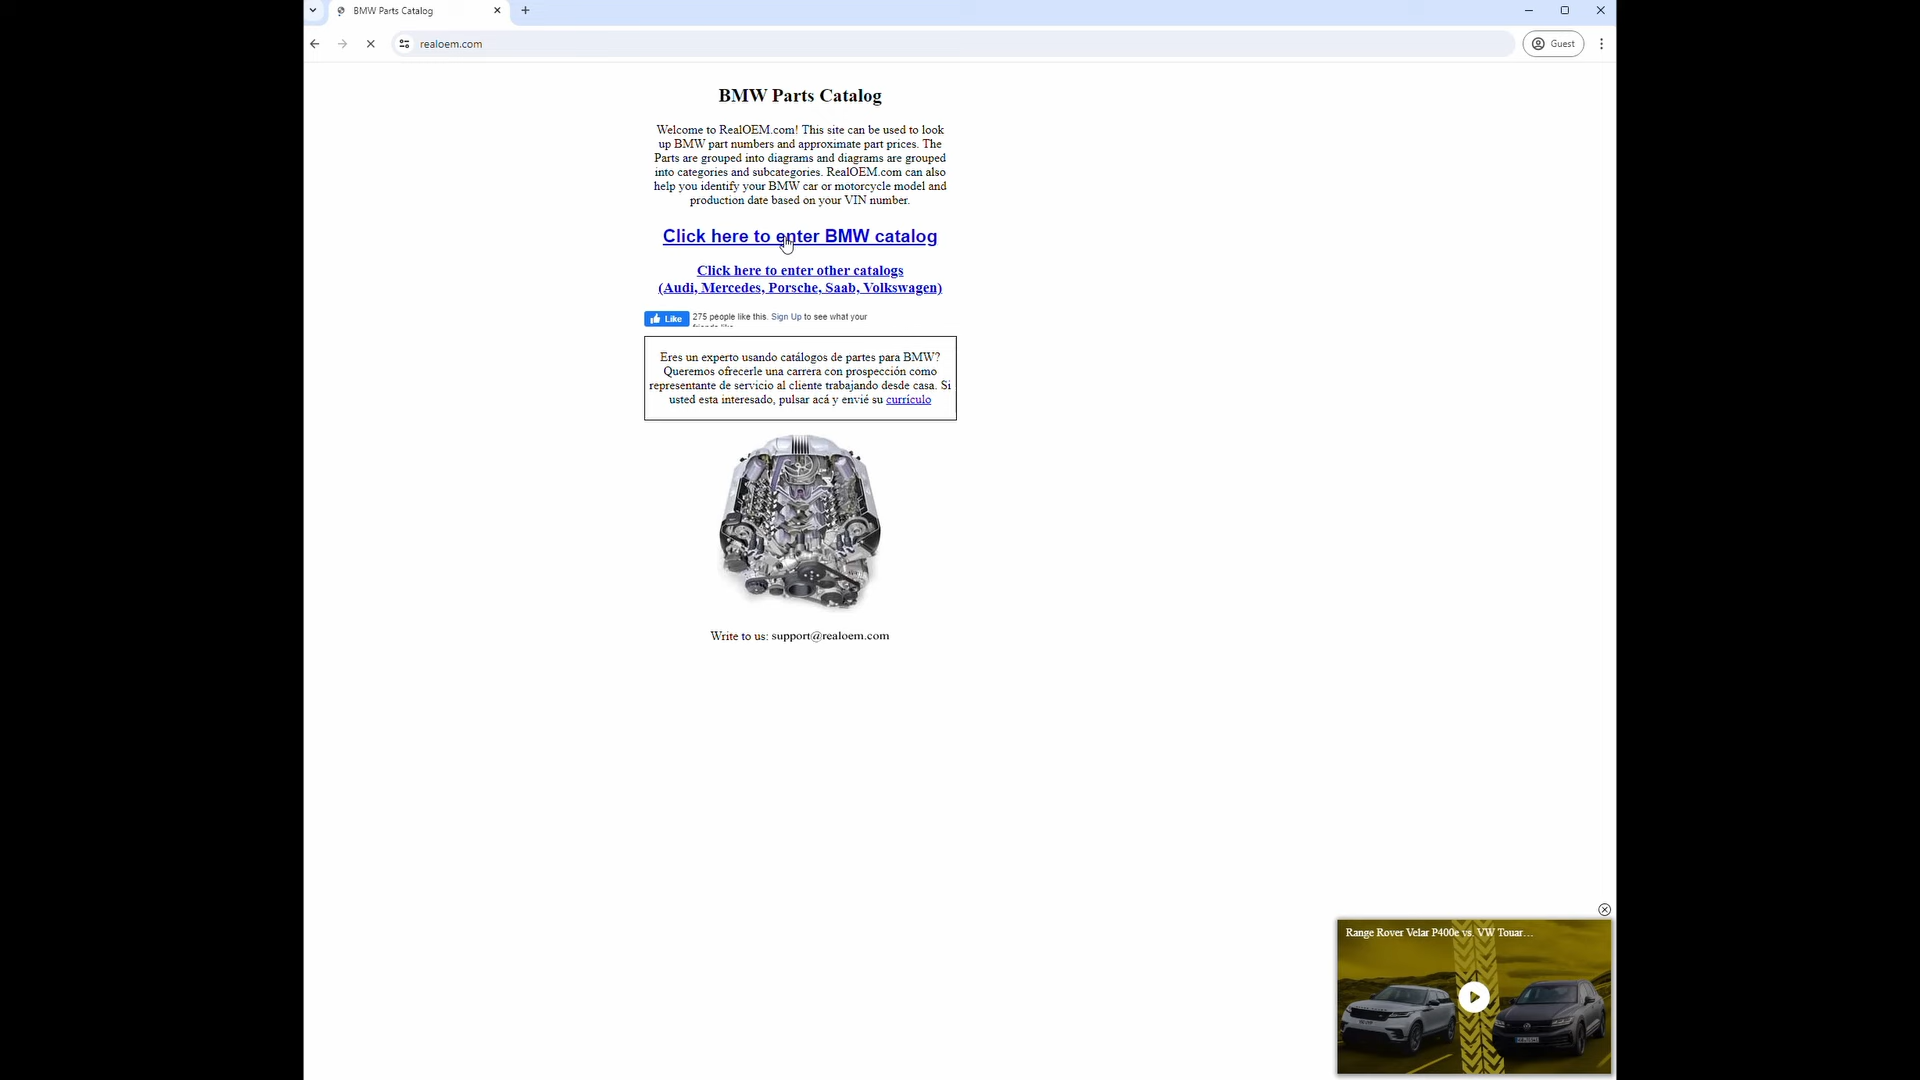 BMW Parts Catalog
realoem.com
Guest
BMW Parts Catalog
Welcome to RealOEM.com! This site can be used to look
up BMW part numbers and approximate part prices. The
Parts are grouped into diagrams and diagrams are grouped
into categories and subcategories. RealOEM.com can also
help you identify your BMW car or motorcycle model and
production date based on your VIN number.
Click here to enter BMW catalog
Click here to enter other catalogs
(Audi, Mercedes, Porsche, Saab, Volkswagen)
Like
275 people like this. Sign Up to see what your
Eres un experto usando catálogos de partes para BMW?
Queremos ofrecerle una carrera con prospección como
representante de servicio al cliente trabajando desde casa. Si
usted esta interesado, pulsar acá y envié su currículo
Write to us: support@realoem.com
Range Rover Velar P400e vs. VW Touar...